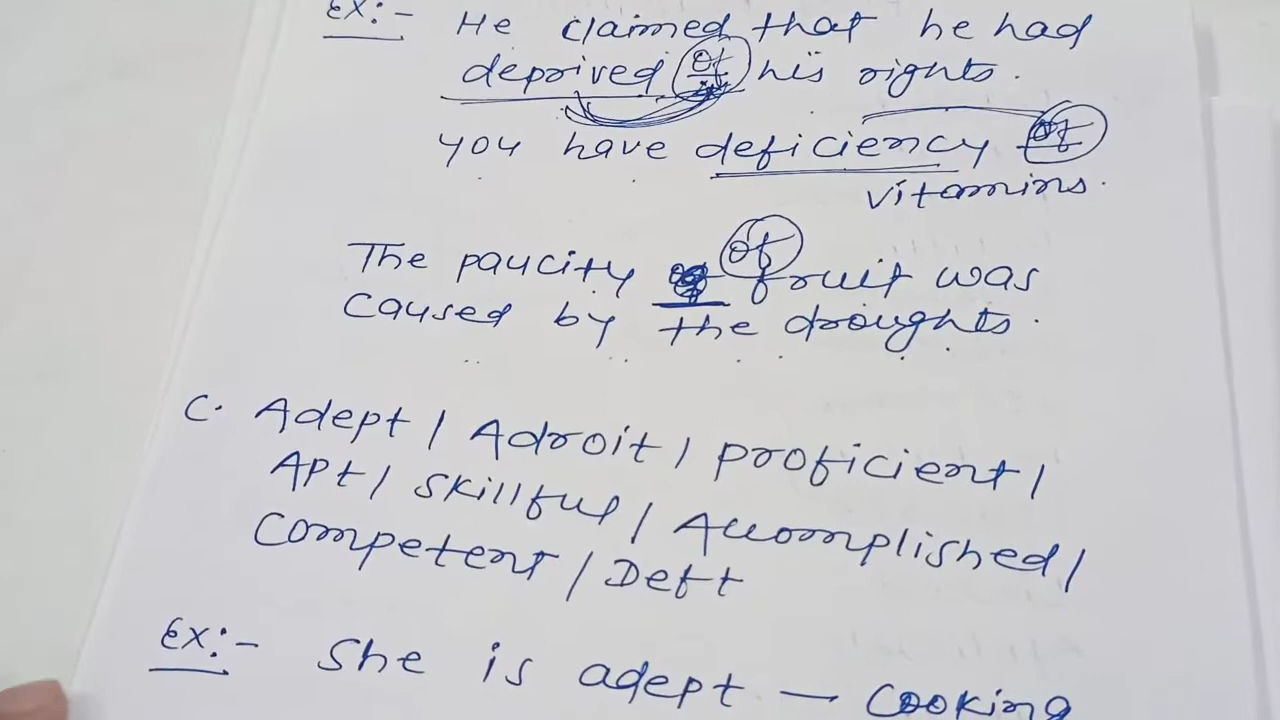 Ex:- He claimed that he had
deprived of his rights.
you have deficiency of
vitamins.
The paucity of fruit was
caused by the droughts.
C. Adept / Adroit / proficient /
Apt / skillful / Accomplished /
Competent / Deft
Ex:- She is adept — cooking